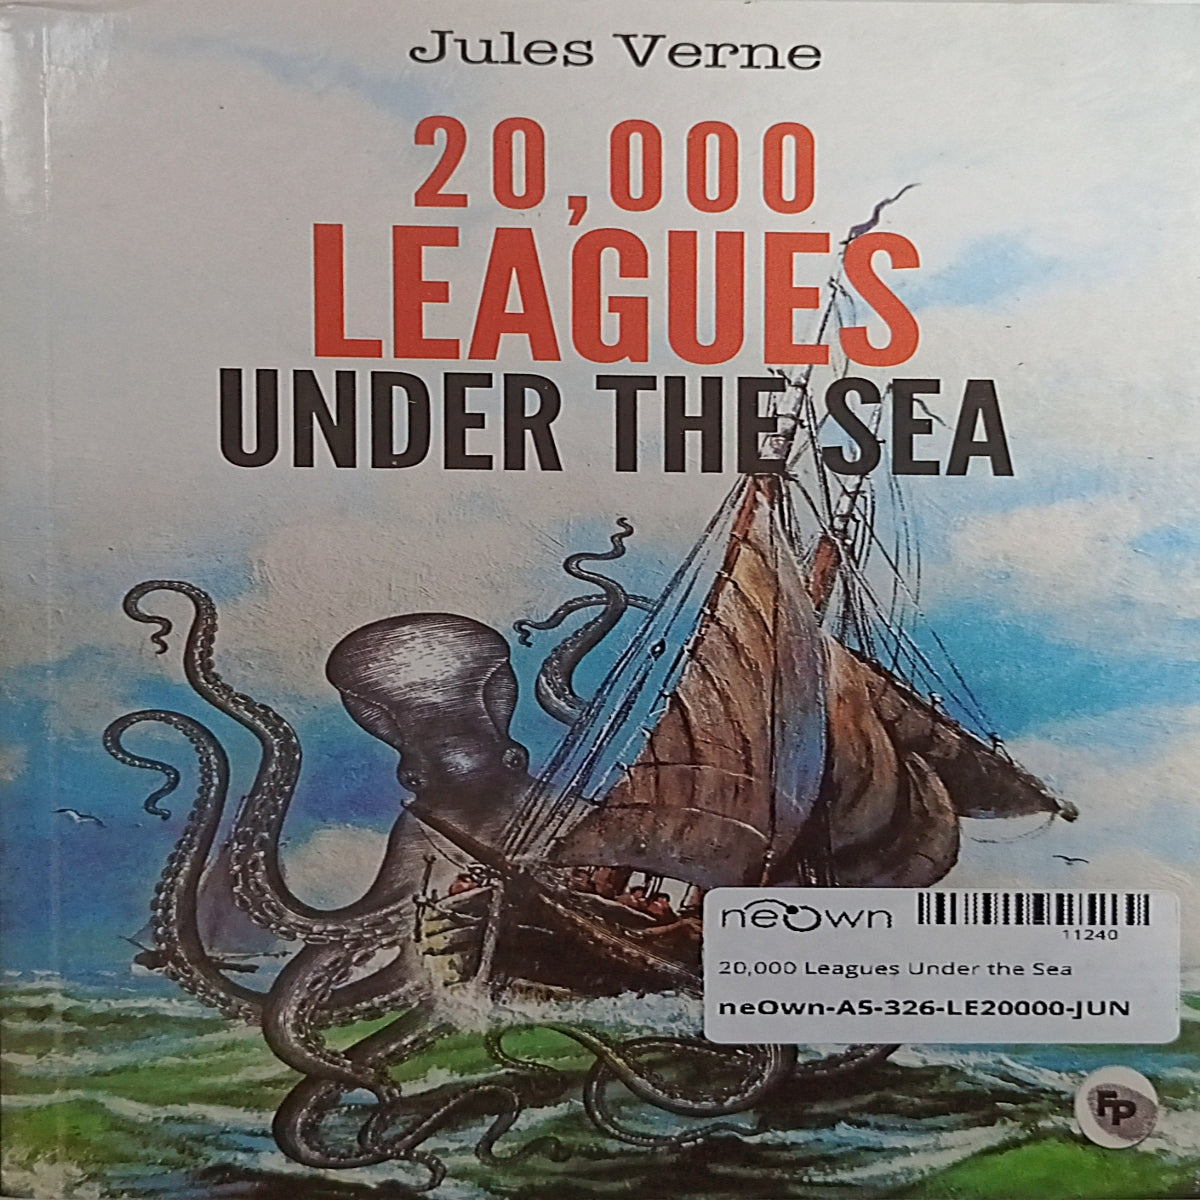 Jules Verne
20,000
LEAGUES
UNDER THE SEA
neOwn
11240
20,000 Leagues Under the Sea
neOwn-AS-326-LE20000-JUN
FP